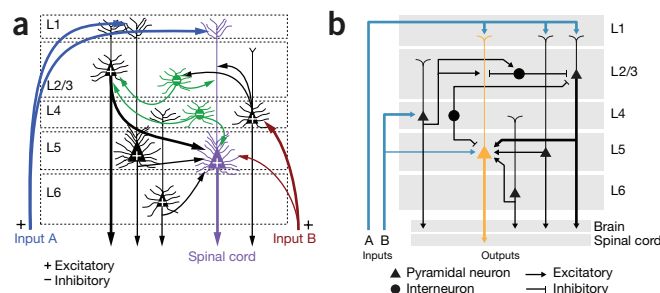 a
L1
L2/3
L4
L5
L6
+
+
Input A
Spinal cord
Input B
+ Excitatory
− Inhibitory
b
L1
L2/3
L4
L5
L6
Brain
Spinal cord
A B
Inputs
Outputs
Pyramidal neuron
Excitatory
Interneuron
Inhibitory